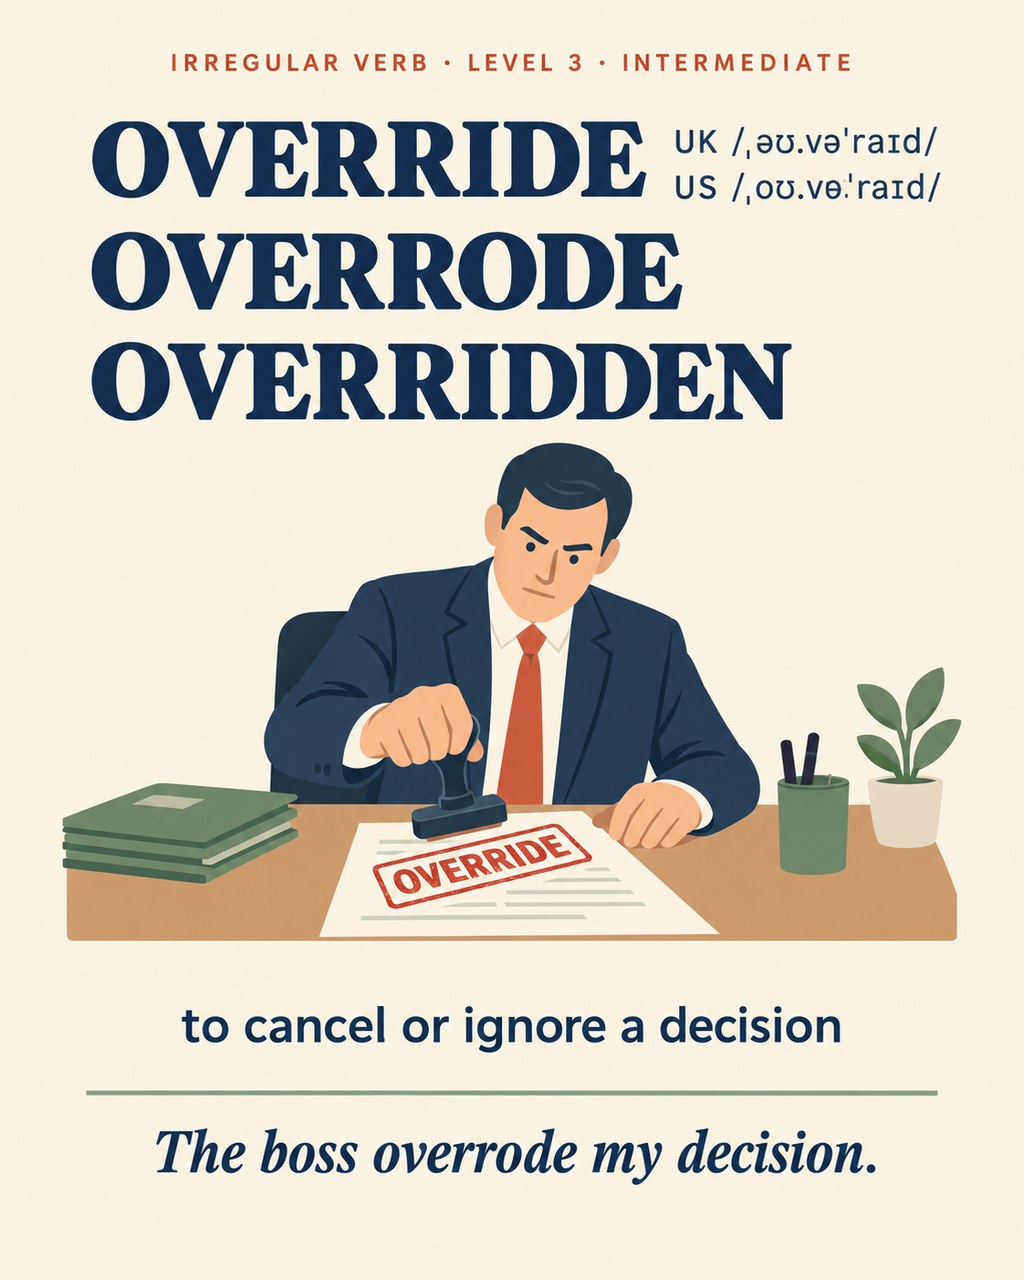 IRREGULAR VERB · LEVEL 3 · INTERMEDIATE
OVERRIDE
UK /ˌəʊ.vəˈraɪd/
US /ˌoʊ.vɵːˈraɪd/
OVERRODE
OVERRIDDEN
OVERRIDE
to cancel or ignore a decision
The boss overrode my decision.